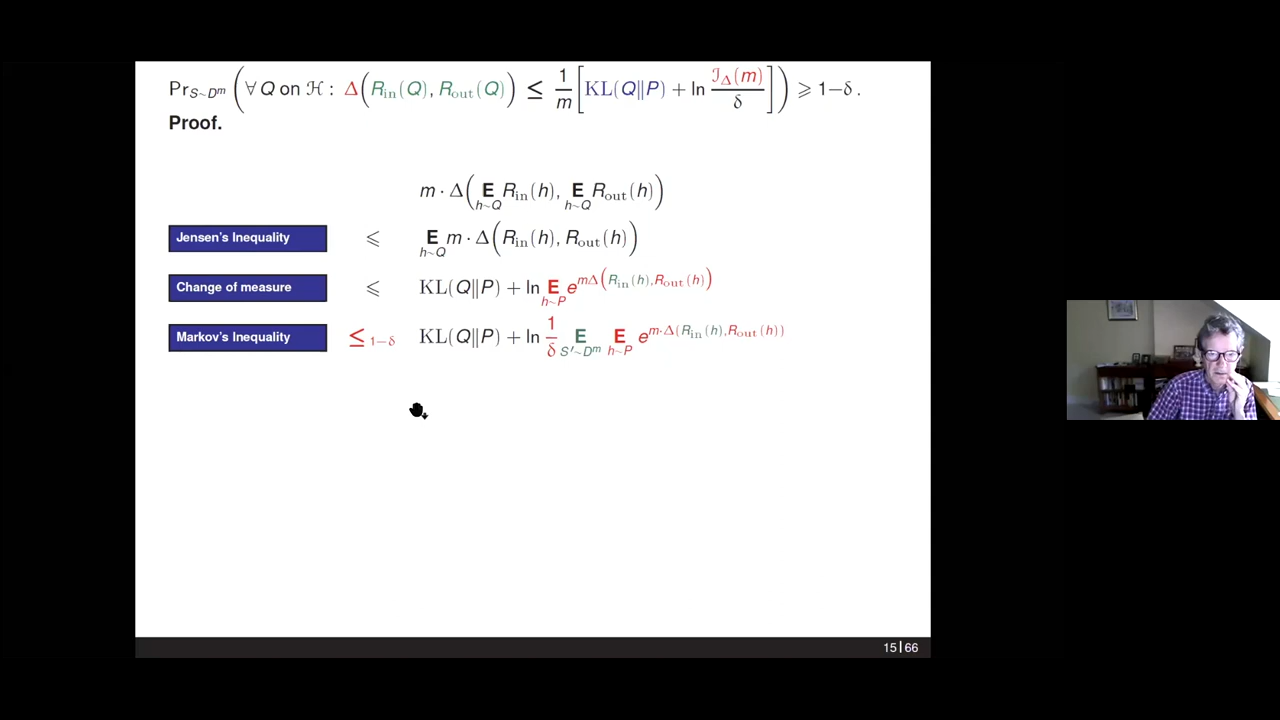 Pr_{S∼D^m} ( ∀ Q on ℋ : Δ( R_in(Q), R_out(Q) ) ≤ 1/m [ KL(Q‖P) + ln ℐ_Δ(m)/δ ] ) ⩾ 1−δ .
Proof.
m · Δ( E_{h∼Q} R_in(h), E_{h∼Q} R_out(h) )
Jensen's Inequality ⩽ E_{h∼Q} m · Δ( R_in(h), R_out(h) )
Change of measure ⩽ KL(Q‖P) + ln E_{h∼P} e^{mΔ( R_in(h), R_out(h) )}
Markov's Inequality ≤_{1−δ} KL(Q‖P) + ln 1/δ E_{S′∼D^m} E_{h∼P} e^{m·Δ(R_in(h), R_out(h))}
15 | 66